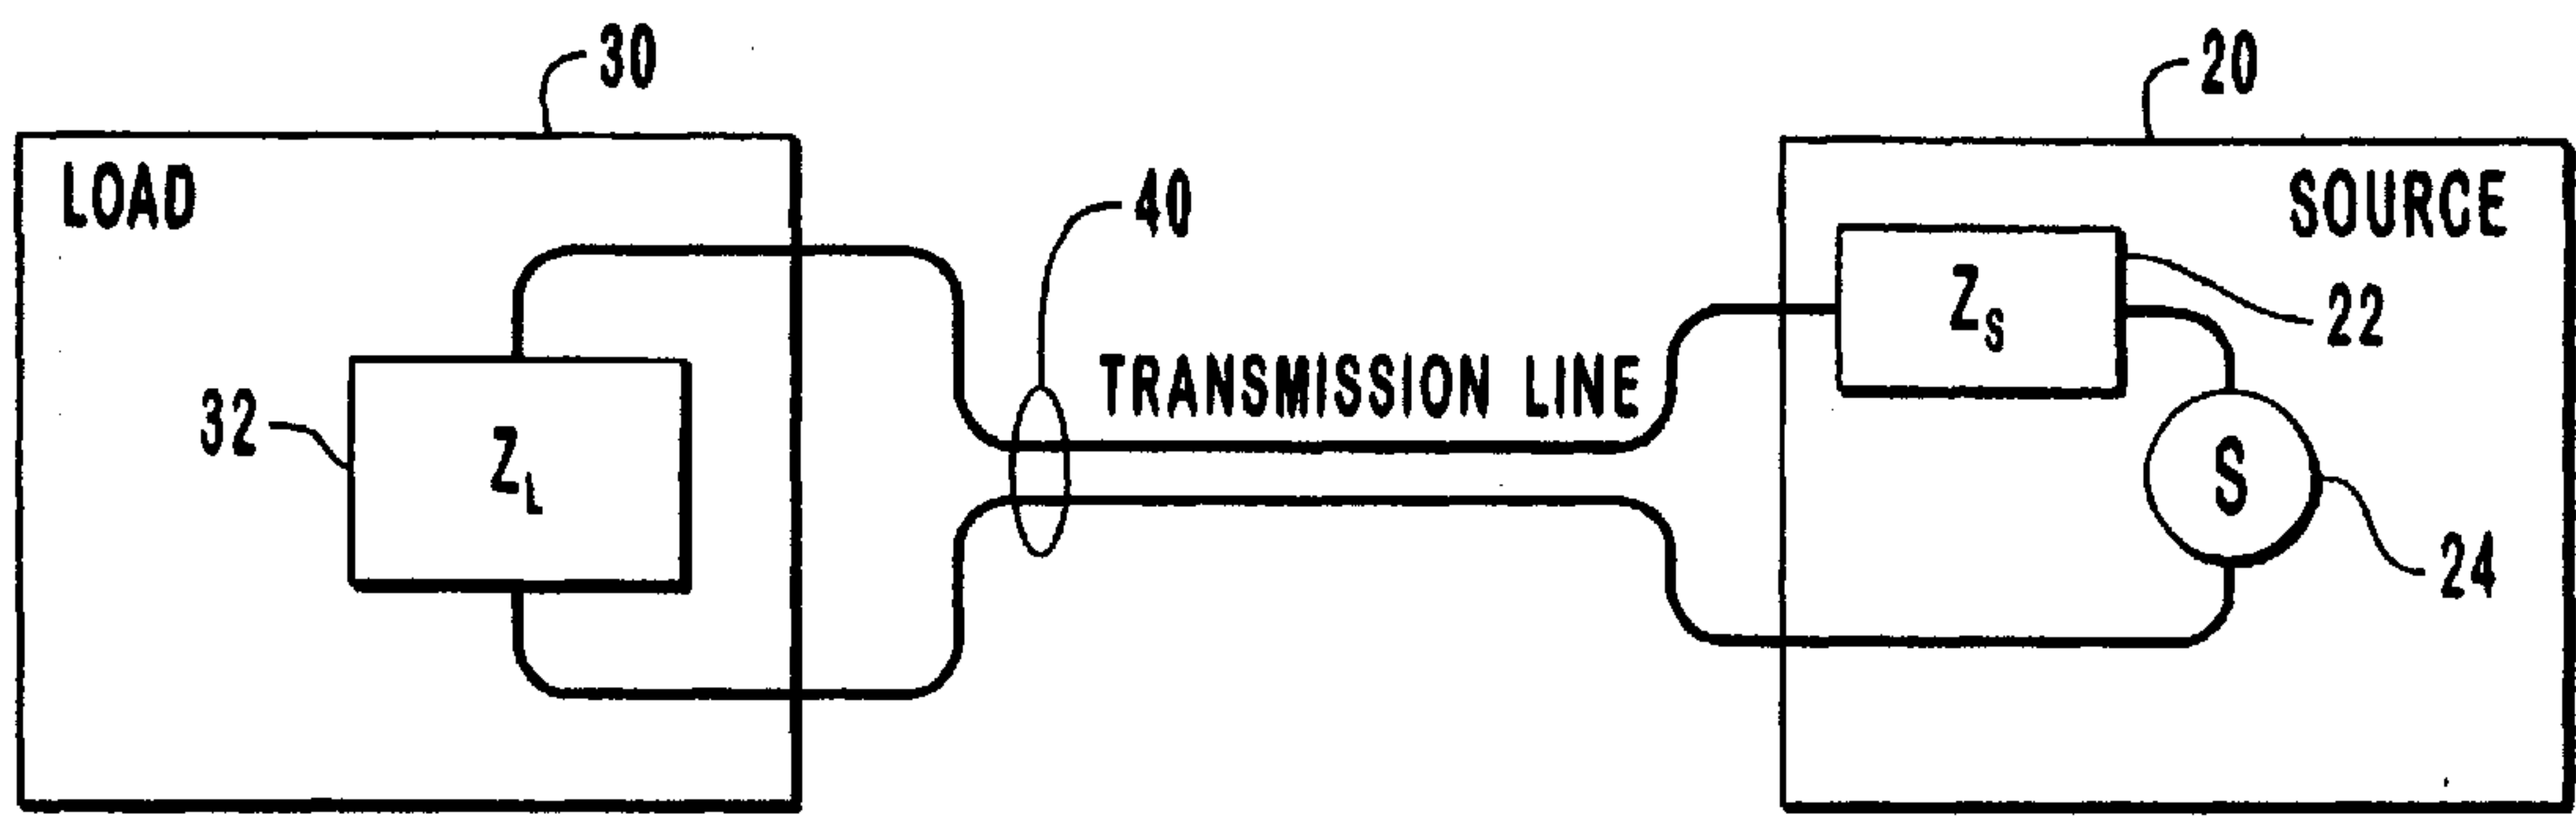 30
20
LOAD
40
SOURCE
Z_S
22
TRANSMISSION LINE
32
Z_L
S
24